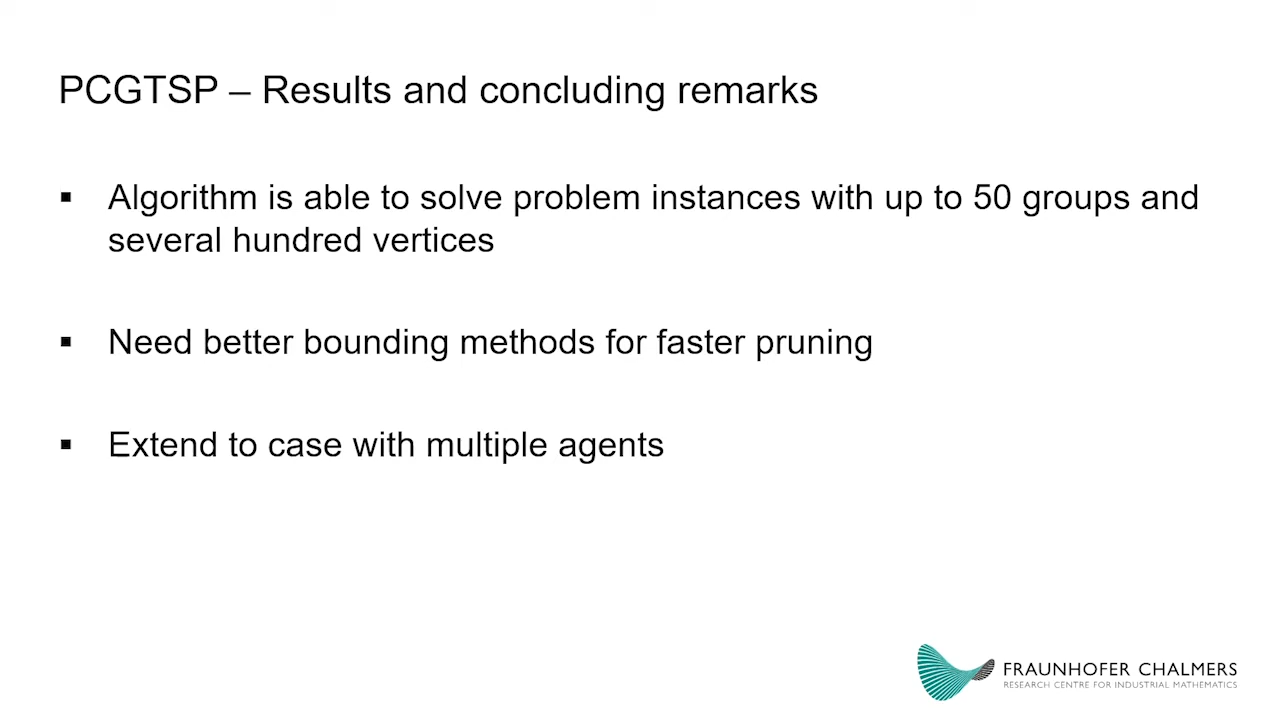 PCGTSP – Results and concluding remarks
▪ Algorithm is able to solve problem instances with up to 50 groups and
several hundred vertices
▪ Need better bounding methods for faster pruning
▪ Extend to case with multiple agents
FRAUNHOFER CHALMERS
RESEARCH CENTRE FOR INDUSTRIAL MATHEMATICS